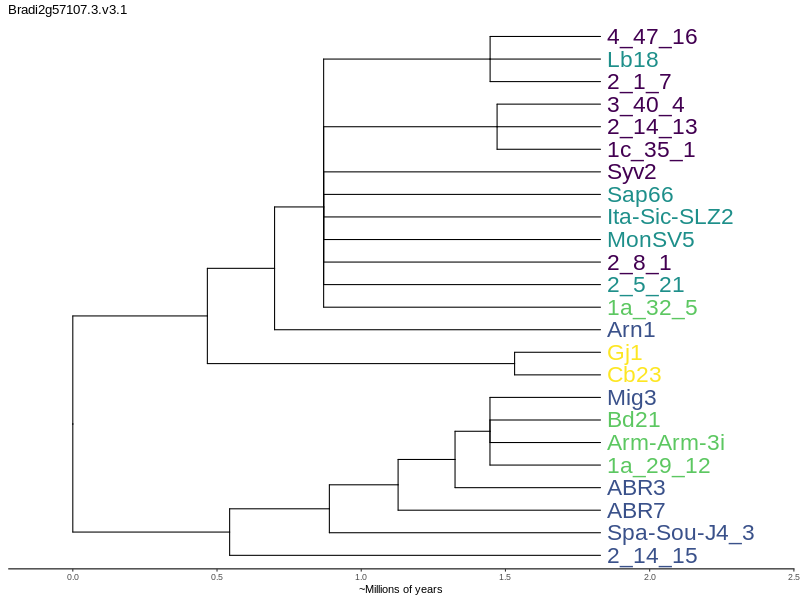 Bradi2g57107.3.v3.1
4_47_16
Lb18
2_1_7
3_40_4
2_14_13
1c_35_1
Syv2
Sap66
Ita-Sic-SLZ2
MonSV5
2_8_1
2_5_21
1a_32_5
Arn1
Gj1
Cb23
Mig3
Bd21
Arm-Arm-3i
1a_29_12
ABR3
ABR7
Spa-Sou-J4_3
2_14_15
0.0 0.5 1.0 1.5 2.0 2.5
~Millions of years